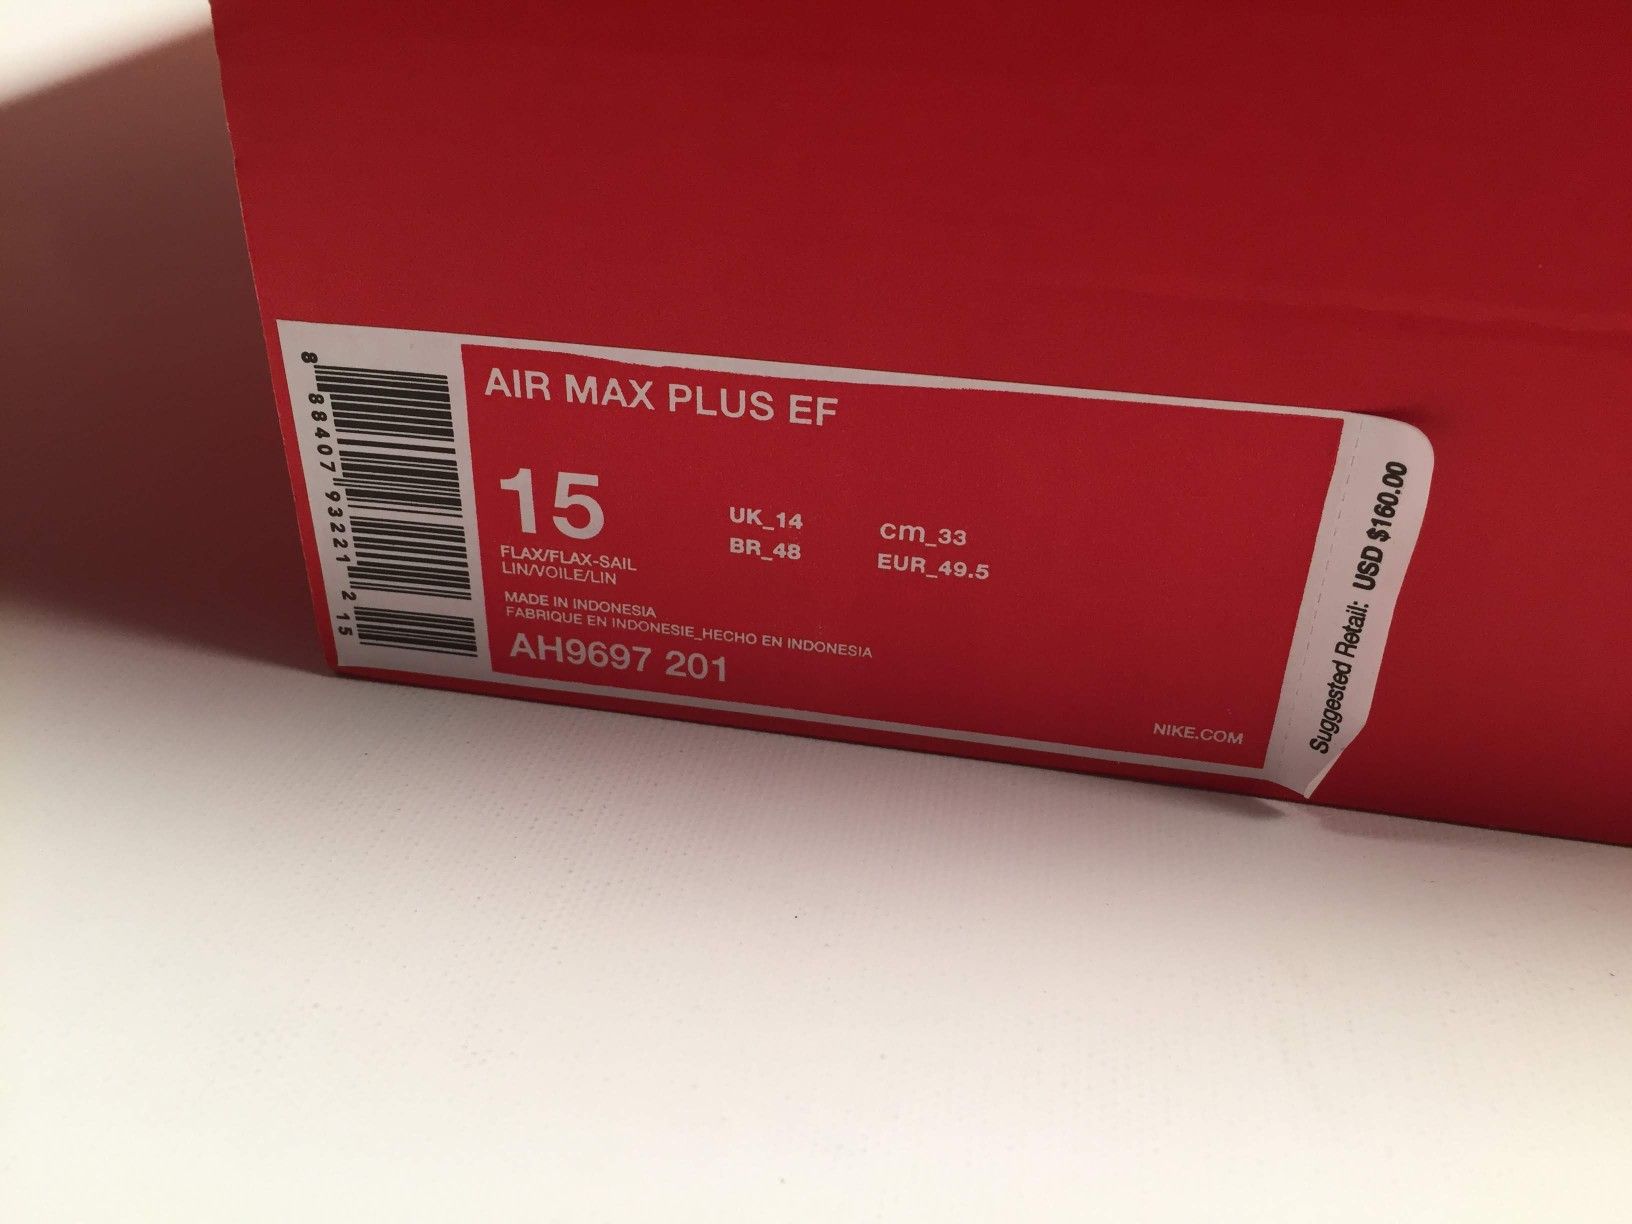 AIR MAX PLUS EF
15
UK_14
cm_33
BR_48
EUR_49.5
FLAX/FLAX-SAIL
LIN/VOILE/LIN
MADE IN INDONESIA
FABRIQUE EN INDONESIE_HECHO EN INDONESIA
AH9697 201
NIKE.COM
8 88407 93221 2 15
Suggested Retail: USD $160.00